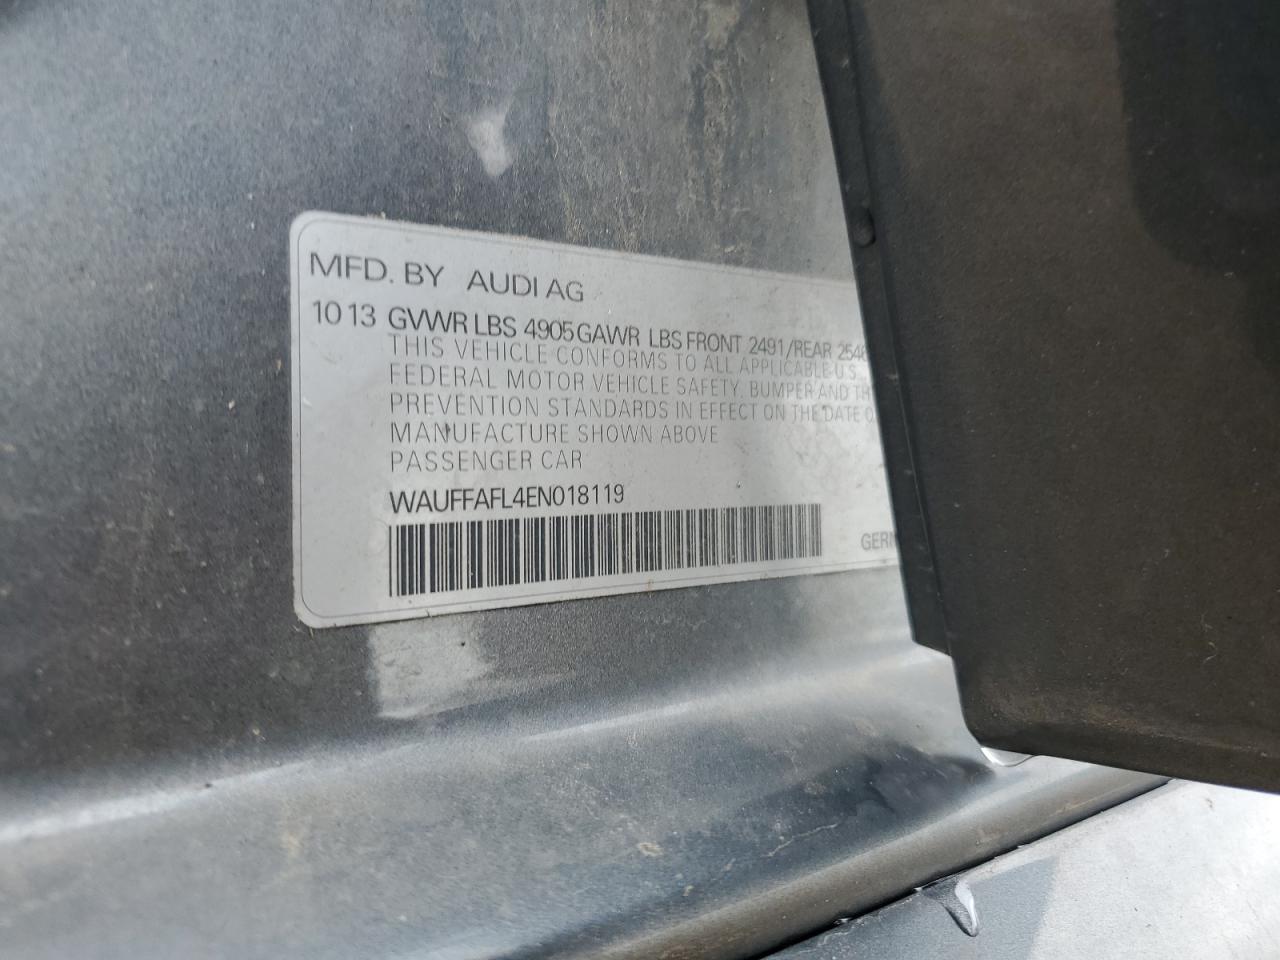 MFD. BY AUDI AG
10 13 GVWR LBS 4905 GAWR LBS FRONT 2491/REAR
THIS VEHICLE CONFORMS TO ALL APPLICABLE U.S.
FEDERAL MOTOR VEHICLE SAFETY, BUMPER AND
PREVENTION STANDARDS IN EFFECT ON THE DATE
MANUFACTURE SHOWN ABOVE
PASSENGER CAR
WAUFFAFL4EN018119